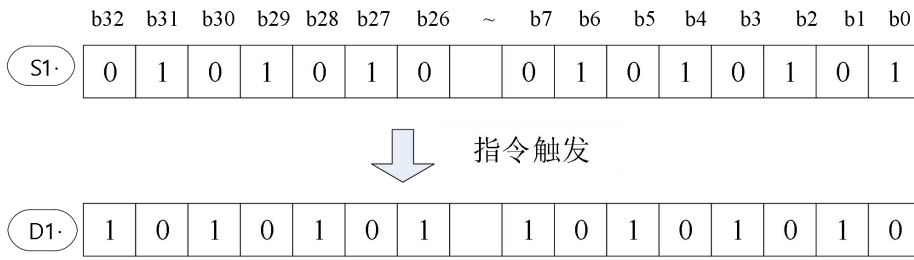 b32 b31 b30 b29 b28 b27 b26 ~ b7 b6 b5 b4 b3 b2 b1 b0
S1· 0 1 0 1 0 1 0 0 1 0 1 0 1 0 1
指令触发
D1· 1 0 1 0 1 0 1 1 0 1 0 1 0 1 0